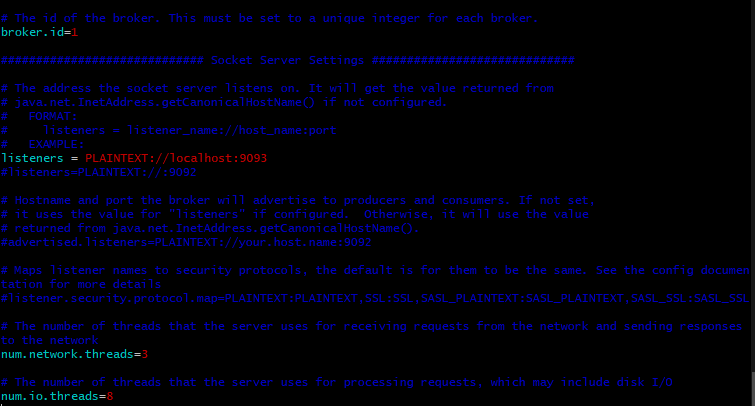 # The id of the broker. This must be set to a unique integer for each broker.
broker.id=1
############################# Socket Server Settings #############################
# The address the socket server listens on. It will get the value returned from
# java.net.InetAddress.getCanonicalHostName() if not configured.
#   FORMAT:
#     listeners = listener_name://host_name:port
#   EXAMPLE:
listeners = PLAINTEXT://localhost:9093
#listeners=PLAINTEXT://:9092
# Hostname and port the broker will advertise to producers and consumers. If not set,
# it uses the value for "listeners" if configured.  Otherwise, it will use the value
# returned from java.net.InetAddress.getCanonicalHostName().
#advertised.listeners=PLAINTEXT://your.host.name:9092
# Maps listener names to security protocols, the default is for them to be the same. See the config documen
tation for more details
#listener.security.protocol.map=PLAINTEXT:PLAINTEXT,SSL:SSL,SASL_PLAINTEXT:SASL_PLAINTEXT,SASL_SSL:SASL_SSL
# The number of threads that the server uses for receiving requests from the network and sending responses
to the network
num.network.threads=3
# The number of threads that the server uses for processing requests, which may include disk I/O
num.io.threads=8